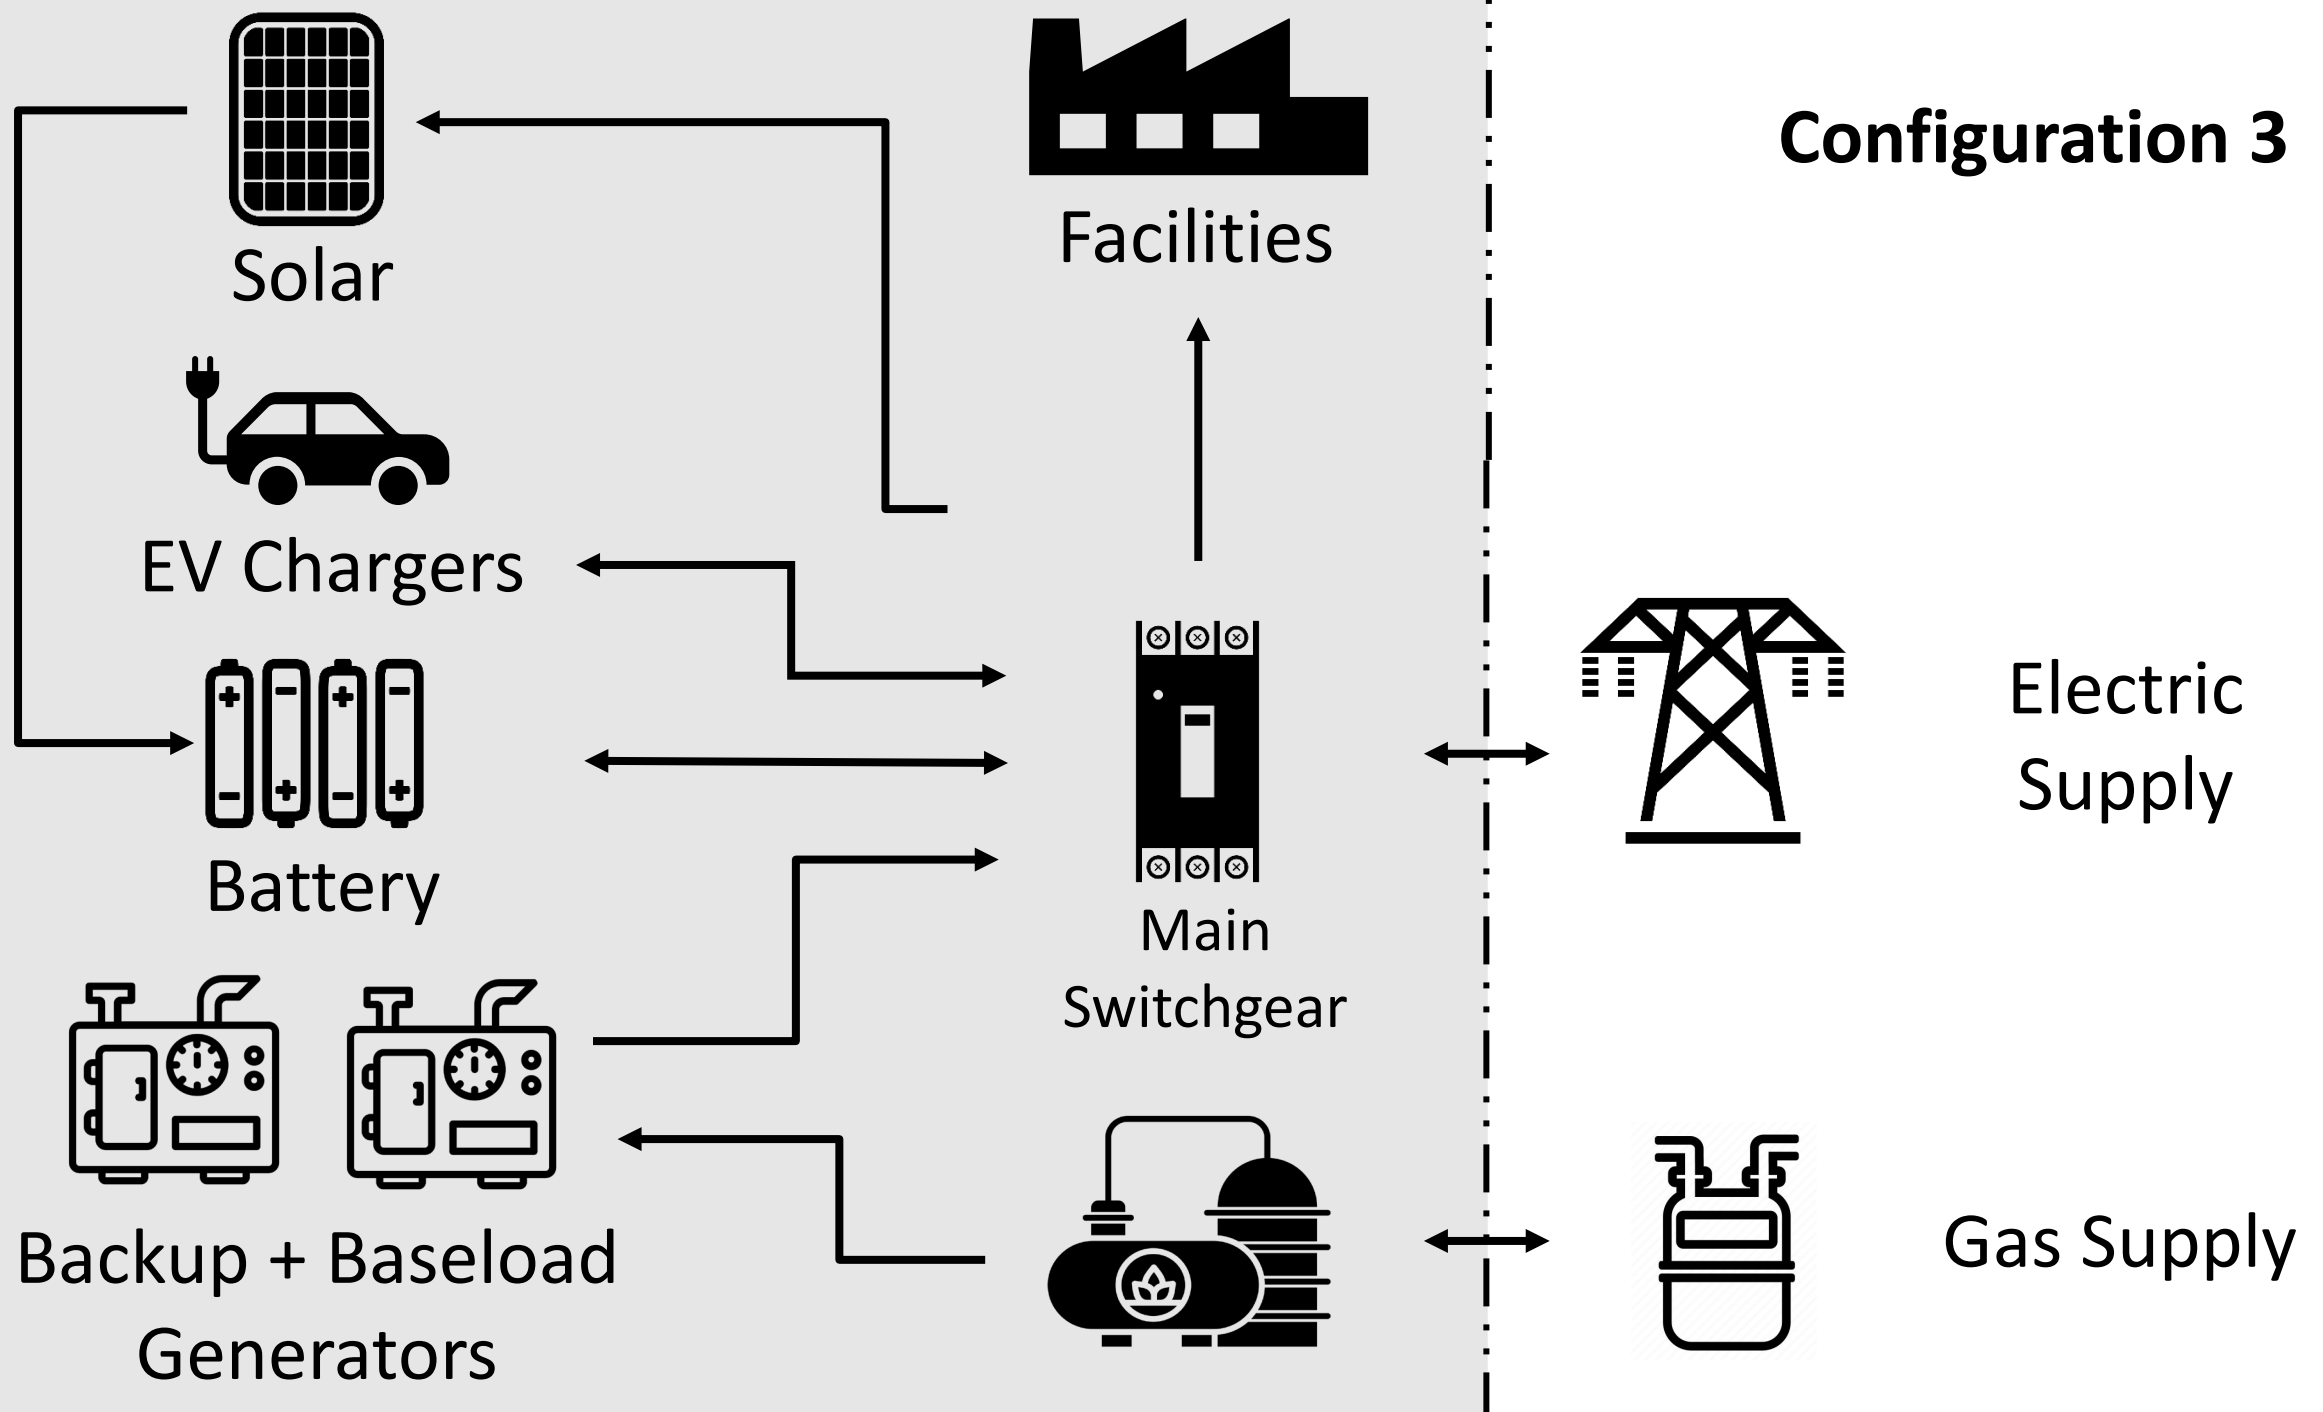 Configuration 3
Solar
Facilities
EV Chargers
Electric
Supply
Battery
Main
Switchgear
Backup + Baseload
Generators
Gas Supply